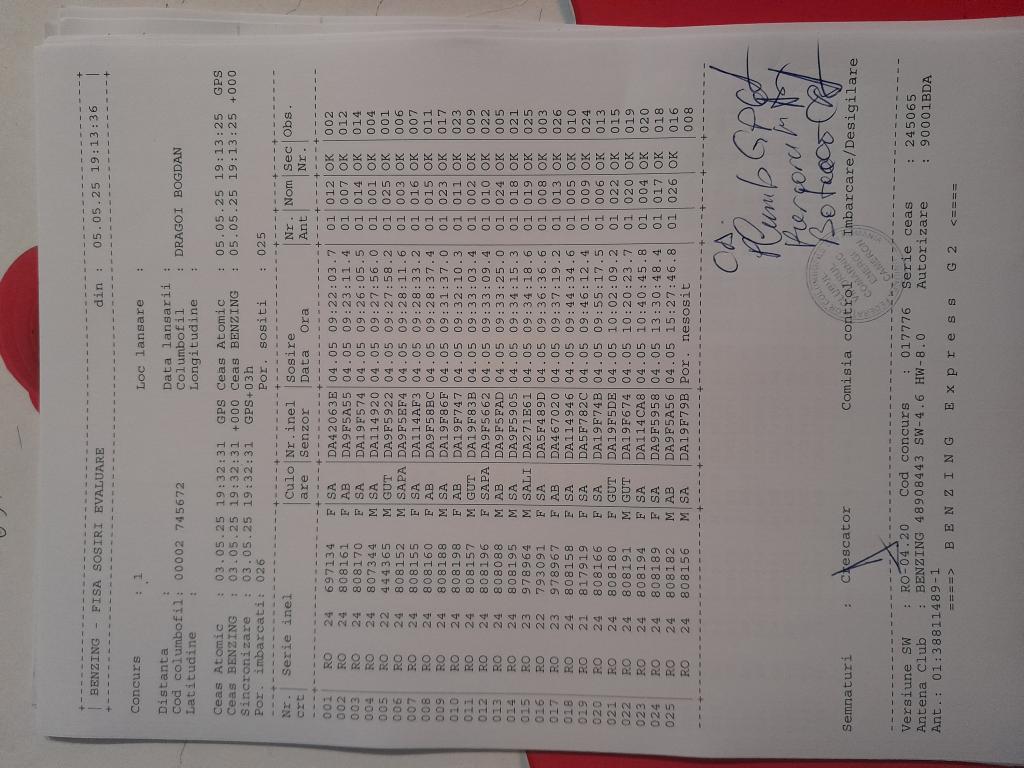 BENZING - FISA SOSIRI EVALUARE din : 05.05.25 19:13:36
Concurs : 1 Loc lansare :
Distanta : Data lansarii :
Cod columbofil: 00002 745672 Columbofil : DRAGOI BOGDAN
Latitudine : Longitudine :
Ceas Atomic : 03.05.25 19:32:31 GPS Ceas Atomic : 05.05.25 19:13:25 GPS
Ceas BENZING : 03.05.25 19:32:31 +000 Ceas BENZING : 05.05.25 19:13:25 +000
Sincronizare : 03.05.25 19:32:31 GPS+03h
Por. imbarcati: 026 Por. sositi : 025
Nr.| Serie inel |Culo|Nr.inel |Sosire |Nr. |Nom|Sec|Obs.
crt| |are |Senzor |Data Ora |Ant | |Nr.|
001 | RO 24 697134 F |SA |DA42063E|04.05 09:22:03.7 |01 |012|OK |002
002 | RO 24 808161 F |AB |DA9F5A55|04.05 09:23:11.4 |01 |007|OK |012
003 | RO 24 808170 F |SA |DA19F574|04.05 09:26:05.5 |01 |014|OK |014
004 | RO 24 807344 M |SA |DA114920|04.05 09:27:56.0 |01 |001|OK |004
005 | RO 22 444365 M |GUT |DA9F5922|04.05 09:27:58.2 |01 |025|OK |001
006 | RO 24 808152 M |SAPA|DA9F5EF4|04.05 09:28:11.6 |01 |003|OK |006
007 | RO 24 808155 F |SA |DA114AF3|04.05 09:28:33.2 |01 |016|OK |007
008 | RO 24 808160 F |AB |DA9F58BC|04.05 09:28:37.4 |01 |015|OK |011
009 | RO 24 808188 M |SA |DA19F86F|04.05 09:31:37.0 |01 |023|OK |017
010 | RO 24 808198 F |AB |DA19F747|04.05 09:32:10.3 |01 |011|OK |023
011 | RO 24 808157 M |GUT |DA19F83B|04.05 09:33:03.4 |01 |002|OK |009
012 | RO 24 808196 F |SAPA|DA9F5662|04.05 09:33:09.4 |01 |010|OK |022
013 | RO 24 808088 F |AB |DA9F5FAD|04.05 09:33:25.0 |01 |024|OK |005
014 | RO 24 808195 M |SA |DA9F5905|04.05 09:34:15.3 |01 |018|OK |021
015 | RO 23 978964 M |SALI|DA271E61|04.05 09:34:18.6 |01 |019|OK |025
016 | RO 22 793091 F |SA |DA5F489D|04.05 09:36:36.6 |01 |008|OK |003
017 | RO 23 978967 F |AB |DA467020|04.05 09:37:19.2 |01 |013|OK |026
018 | RO 24 808158 F |SA |DA114946|04.05 09:44:34.6 |01 |005|OK |010
019 | RO 21 817919 F |SA |DA5F782C|04.05 09:46:12.4 |01 |009|OK |024
020 | RO 24 808166 F |SA |DA19F74D|04.05 09:55:17.5 |01 |006|OK |013
021 | RO 24 808180 F |GUT |DA19F5DE|04.05 10:02:09.2 |01 |022|OK |015
022 | RO 24 808191 M |GUT |DA19F674|04.05 10:20:23.7 |01 |020|OK |019
023 | RO 24 808194 F |SA |DA114CA8|04.05 10:40:45.8 |01 |004|OK |020
024 | RO 24 808189 F |SA |DA9F5958|04.05 13:30:48.4 |01 |017|OK |018
025 | RO 24 808182 M |SA |DA9F5A56|04.05 15:27:46.8 |01 |026|OK |016
RO 24 808156 M |SA |DA19F79B|Por. nesosit | | | |008
Semnaturi : Crescator Comisia control Imbarcare/Desigilare
Versiune SW : RO-04.20 Cod concurs : 017776 Serie ceas : 245065
Antena Club : BENZING 48908443 SW-4.6 HW-8.0 Autorizare : 90001BDA
Ant.: 01:38811489-1
====> B E N Z I N G E x p r e s s G 2 <====